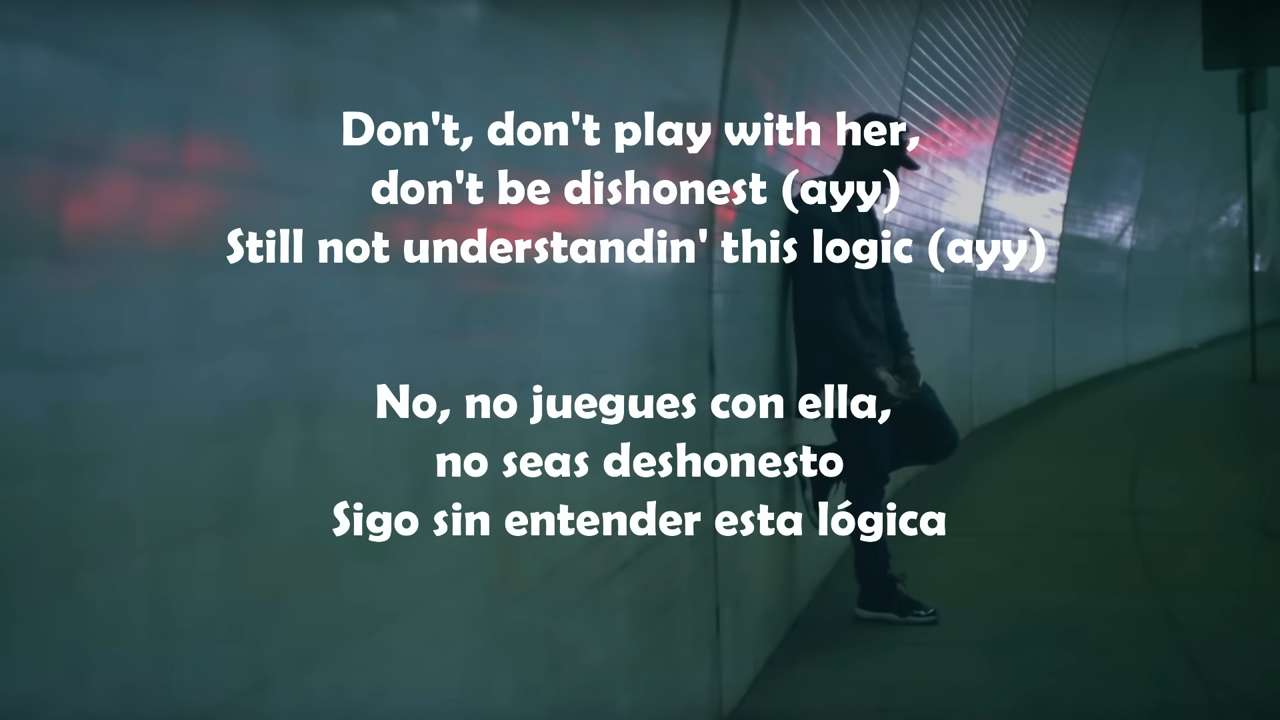 Don't, don't play with her,
don't be dishonest (ayy)
Still not understandin' this logic (ayy)
No, no juegues con ella,
no seas deshonesto
Sigo sin entender esta lógica